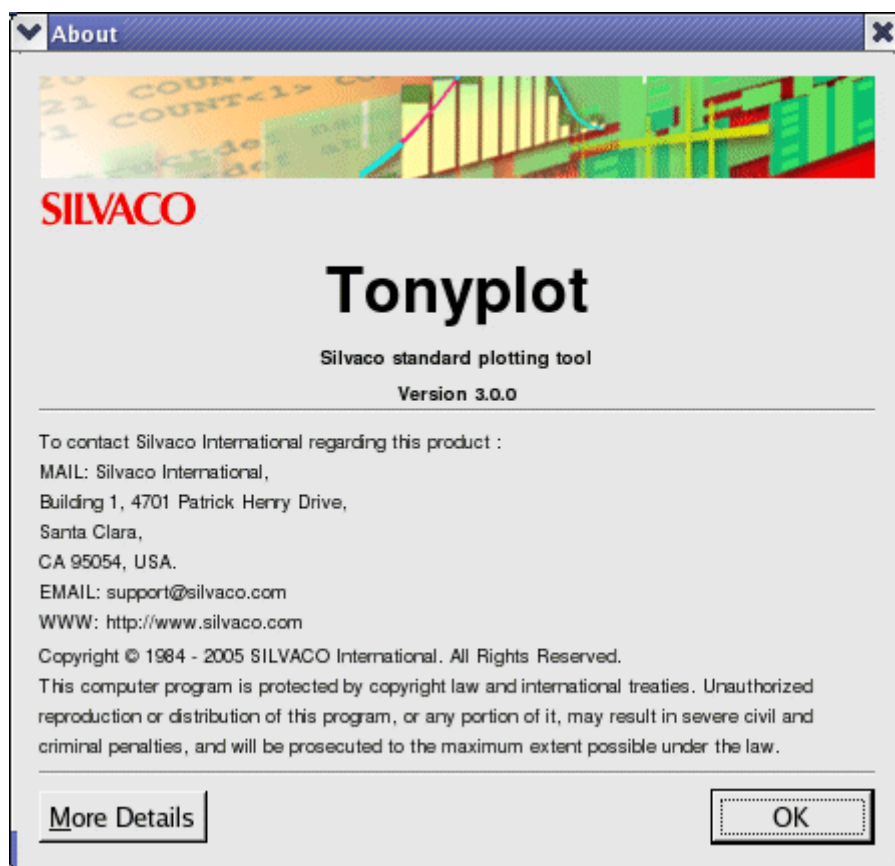 About
21 COUNT
1 COUNT<1>
SILVACO
Tonyplot
Silvaco standard plotting tool
Version 3.0.0
To contact Silvaco International regarding this product :
MAIL: Silvaco International,
Building 1, 4701 Patrick Henry Drive,
Santa Clara,
CA 95054, USA.
EMAIL: support@silvaco.com
WWW: http://www.silvaco.com
Copyright © 1984 - 2005 SILVACO International. All Rights Reserved.
This computer program is protected by copyright law and international treaties. Unauthorized
reproduction or distribution of this program, or any portion of it, may result in severe civil and
criminal penalties, and will be prosecuted to the maximum extent possible under the law.
More Details
OK